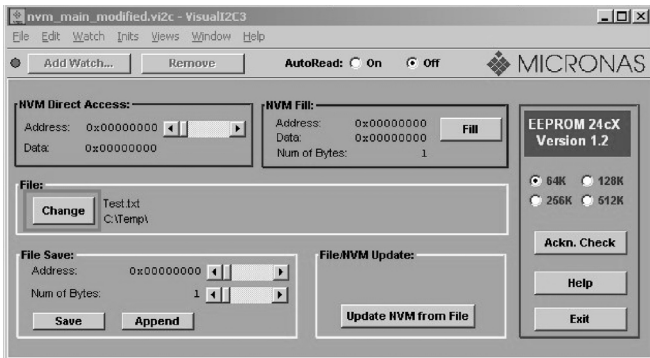 nvm_main_modified.vi2c - VisualI2C3
File Edit Watch Inits Views Window Help
Add Watch... Remove AutoRead: On Off MICRONAS
NVM Direct Access:
Address: 0x00000000
Data: 0x00000000
NVM Fill:
Address: 0x00000000
Data: 0x00000000
Num of Bytes: 1
Fill
EEPROM 24cX
Version 1.2
64K 128K
256K 512K
Ackn. Check
Help
Exit
File:
Change
Test.txt
C:\Temp\
File Save:
Address: 0x00000000
Num of Bytes: 1
Save Append
File/NVM Update:
Update NVM from File